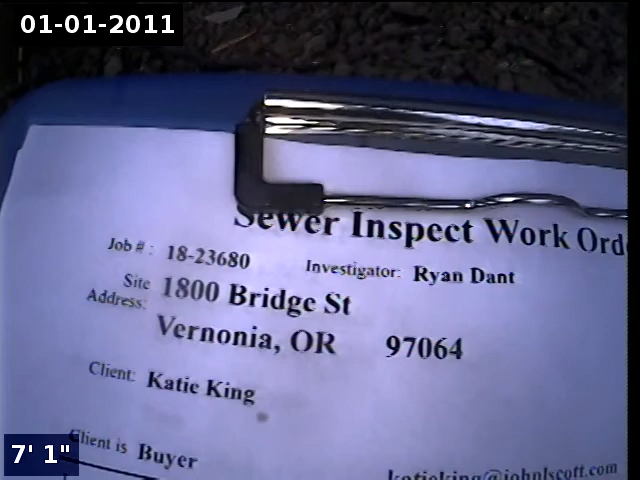 01-01-2011
Sewer Inspect Work Ord
Job # : 18-23680 Investigator: Ryan Dant
Site Address: 1800 Bridge St
Vernonia, OR 97064
Client: Katie King
Client is Buyer
katieking@johnlscott.com
7' 1"